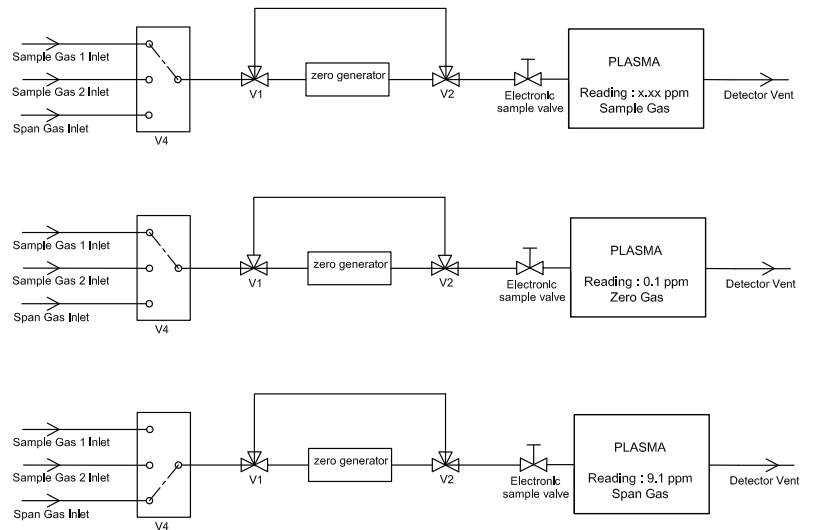 Sample Gas 1 Inlet
Sample Gas 2 Inlet
Span Gas Inlet
V4
V1
zero generator
V2
Electronic
sample valve
PLASMA
Reading : x.xx ppm
Sample Gas
Detector Vent
Sample Gas 1 Inlet
Sample Gas 2 Inlet
Span Gas Inlet
V4
V1
zero generator
V2
Electronic
sample valve
PLASMA
Reading : 0.1 ppm
Zero Gas
Detector Vent
Sample Gas 1 Inlet
Sample Gas 2 Inlet
Span Gas Inlet
V4
V1
zero generator
V2
Electronic
sample valve
PLASMA
Reading : 9.1 ppm
Span Gas
Detector Vent